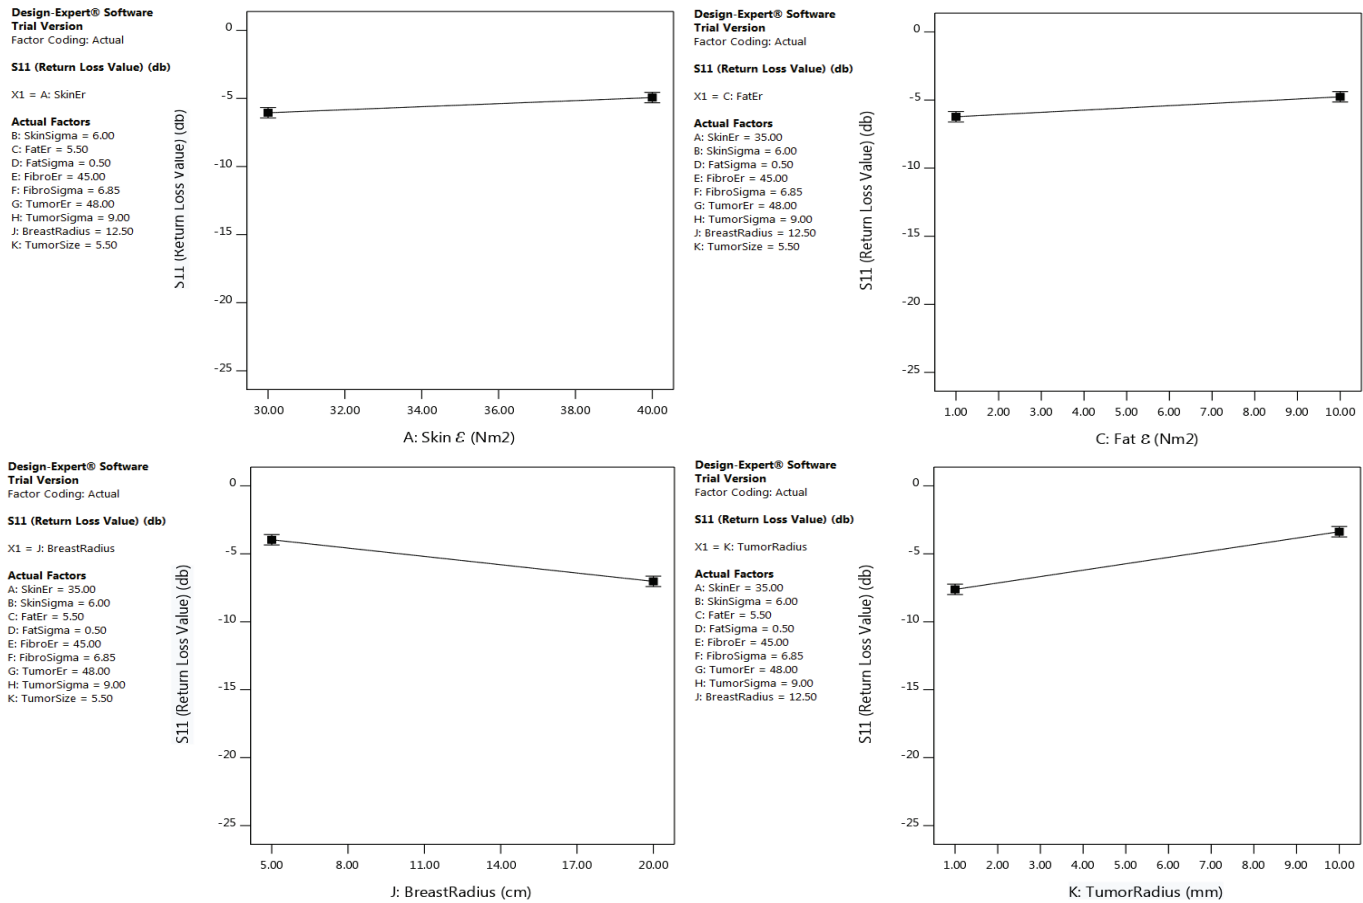 Design-Expert® Software
Trial Version
Factor Coding: Actual
S11 (Return Loss Value) (db)
X1 = A: SkinEr
Actual Factors
B: SkinSigma = 6.00
C: FatEr = 5.50
D: FatSigma = 0.50
E: FibroEr = 45.00
F: FibroSigma = 6.85
G: TumorEr = 48.00
H: TumorSigma = 9.00
J: BreastRadius = 12.50
K: TumorSize = 5.50
S11 (Return Loss Value) (db)
0
-5
-10
-15
-20
-25
30.00 32.00 34.00 36.00 38.00 40.00
A: Skin ℰ (Nm2)
Design-Expert® Software
Trial Version
Factor Coding: Actual
S11 (Return Loss Value) (db)
X1 = C: FatEr
Actual Factors
A: SkinEr = 35.00
B: SkinSigma = 6.00
D: FatSigma = 0.50
E: FibroEr = 45.00
F: FibroSigma = 6.85
G: TumorEr = 48.00
H: TumorSigma = 9.00
J: BreastRadius = 12.50
K: TumorSize = 5.50
S11 (Return Loss Value) (db)
0
-5
-10
-15
-20
-25
1.00 2.00 3.00 4.00 5.00 6.00 7.00 8.00 9.00 10.00
C: Fat ℰ (Nm2)
Design-Expert® Software
Trial Version
Factor Coding: Actual
S11 (Return Loss Value) (db)
X1 = J: BreastRadius
Actual Factors
A: SkinEr = 35.00
B: SkinSigma = 6.00
C: FatEr = 5.50
D: FatSigma = 0.50
E: FibroEr = 45.00
F: FibroSigma = 6.85
G: TumorEr = 48.00
H: TumorSigma = 9.00
K: TumorSize = 5.50
S11 (Return Loss Value) (db)
0
-5
-10
-15
-20
-25
5.00 8.00 11.00 14.00 17.00 20.00
J: BreastRadius (cm)
Design-Expert® Software
Trial Version
Factor Coding: Actual
S11 (Return Loss Value) (db)
X1 = K: TumorRadius
Actual Factors
A: SkinEr = 35.00
B: SkinSigma = 6.00
C: FatEr = 5.50
D: FatSigma = 0.50
E: FibroEr = 45.00
F: FibroSigma = 6.85
G: TumorEr = 48.00
H: TumorSigma = 9.00
J: BreastRadius = 12.50
S11 (Return Loss Value) (db)
0
-5
-10
-15
-20
-25
1.00 2.00 3.00 4.00 5.00 6.00 7.00 8.00 9.00 10.00
K: TumorRadius (mm)